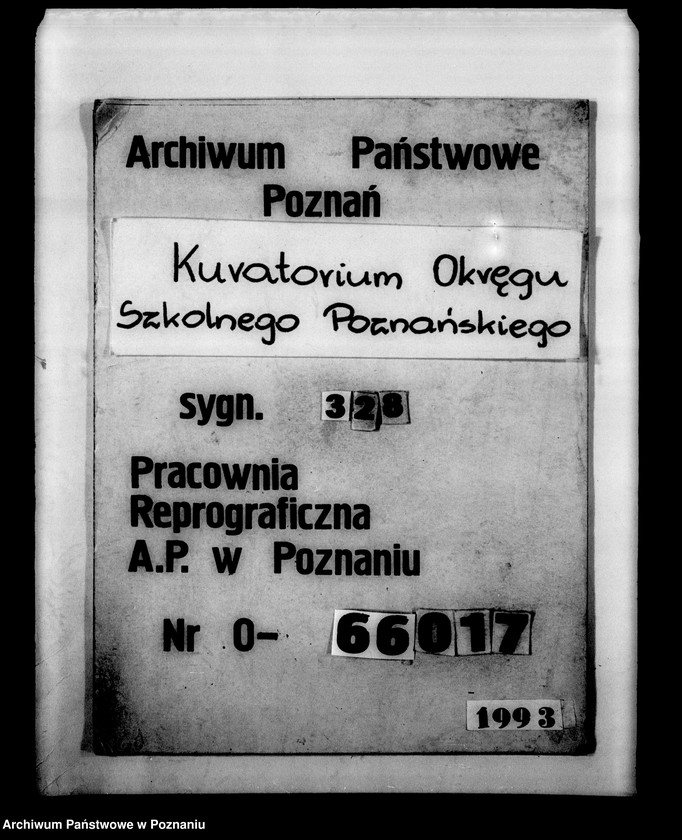 Archiwum Państwowe
Poznań
Kuratorium Okręgu
Szkolnego Poznańskiego
sygn. 328
Pracownia
Reprograficzna
A.P. w Poznaniu
Nr 0- 66017
1993
Archiwum Państwowe w Poznaniu